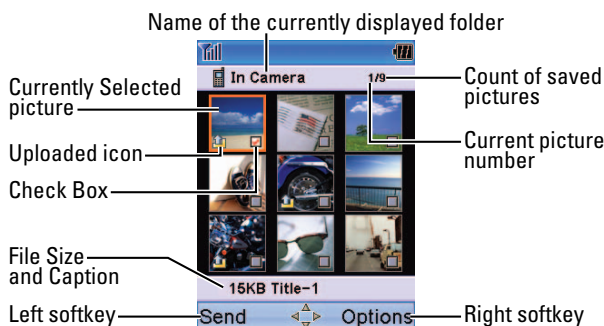 Name of the currently displayed folder
In Camera 1/9
Currently Selected
picture
Count of saved
pictures
Uploaded icon
Current picture
number
Check Box
File Size
and Caption
15KB Title-1
Left softkey
Send
Options
Right softkey